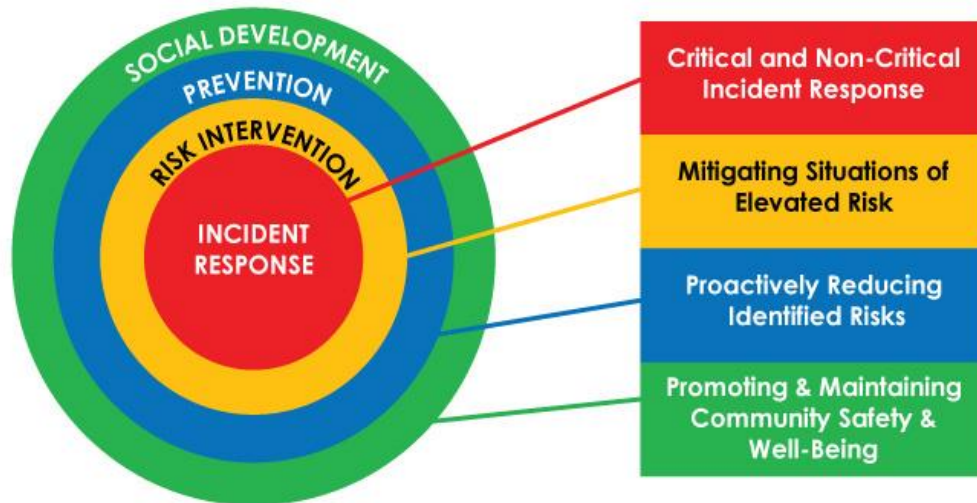 SOCIAL DEVELOPMENT
PREVENTION
RISK INTERVENTION
INCIDENT
RESPONSE
Critical and Non-Critical
Incident Response
Mitigating Situations of
Elevated Risk
Proactively Reducing
Identified Risks
Promoting & Maintaining
Community Safety &
Well-Being